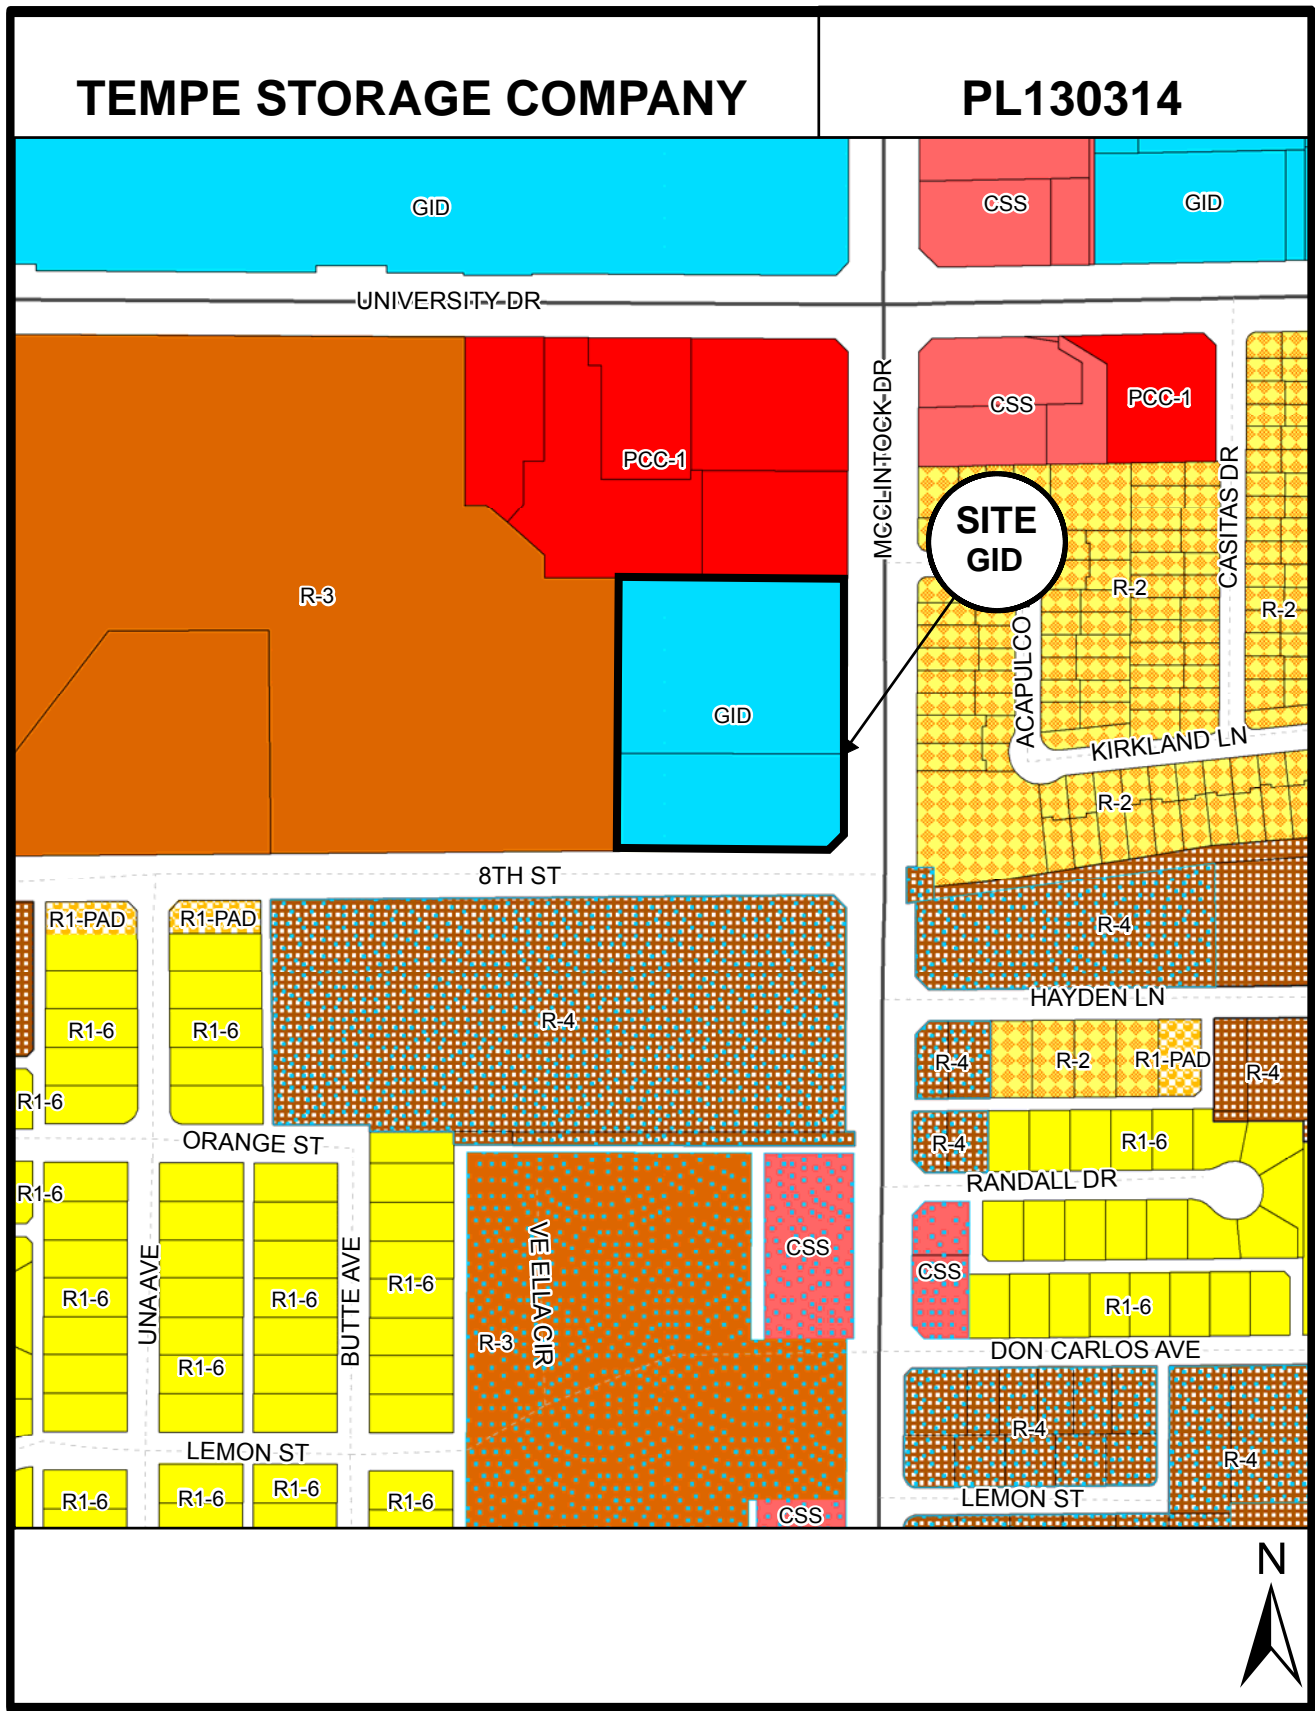 TEMPE STORAGE COMPANY
PL130314
GID
CSS
GID
UNIVERSITY DR
MCCLINTOCK DR
CSS
PCC-1
PCC-1
CASITAS DR
SITE
GID
R-3
R-2
R-2
ACAPULCO
GID
KIRKLAND LN
R-2
8TH ST
R1-PAD
R1-PAD
R-4
R-4
HAYDEN LN
R1-6
R1-6
R-4
R-2
R1-PAD
R-4
R1-6
ORANGE ST
R-4
R1-6
RANDALL DR
R1-6
VE ELLA CIR
CSS
CSS
UNA AVE
BUTTE AVE
R1-6
R1-6
R1-6
R1-6
R-3
R1-6
DON CARLOS AVE
R-4
LEMON ST
R-4
R1-6
R1-6
R1-6
R1-6
LEMON ST
CSS
N